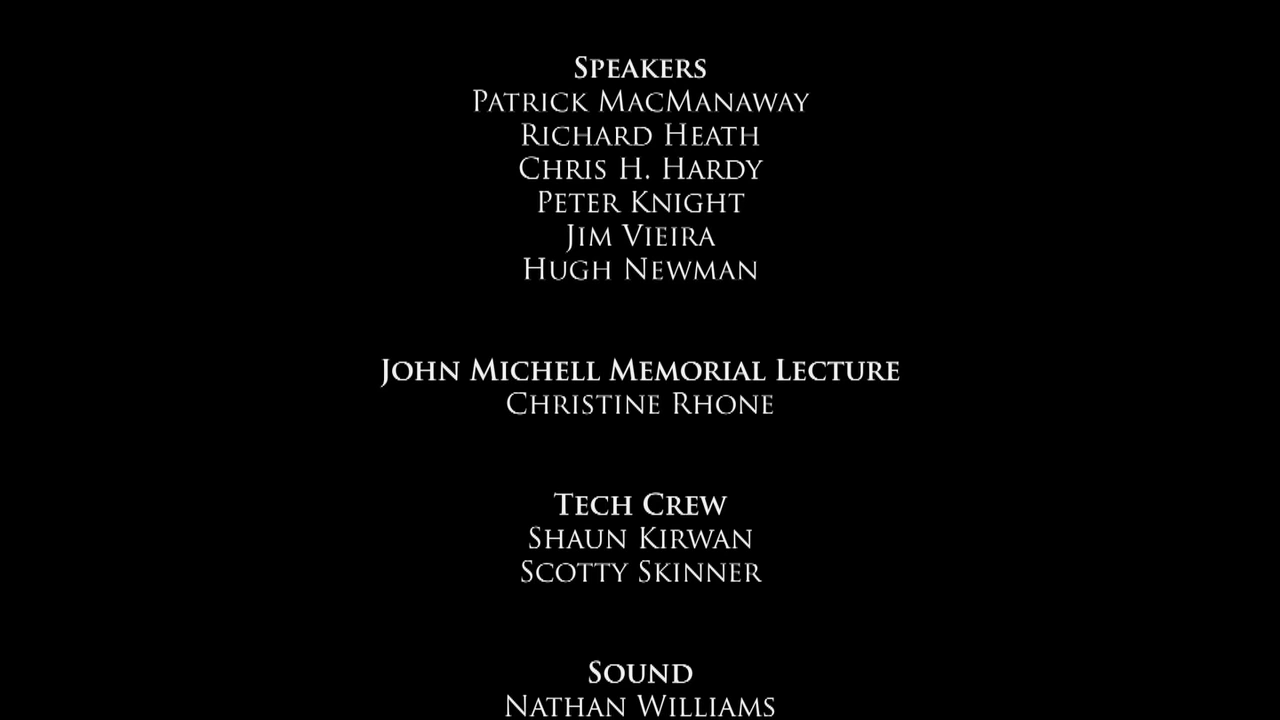 SPEAKERS
PATRICK MACMANAWAY
RICHARD HEATH
CHRIS H. HARDY
PETER KNIGHT
JIM VIEIRA
HUGH NEWMAN
JOHN MICHELL MEMORIAL LECTURE
CHRISTINE RHONE
TECH CREW
SHAUN KIRWAN
SCOTTY SKINNER
SOUND
NATHAN WILLIAMS